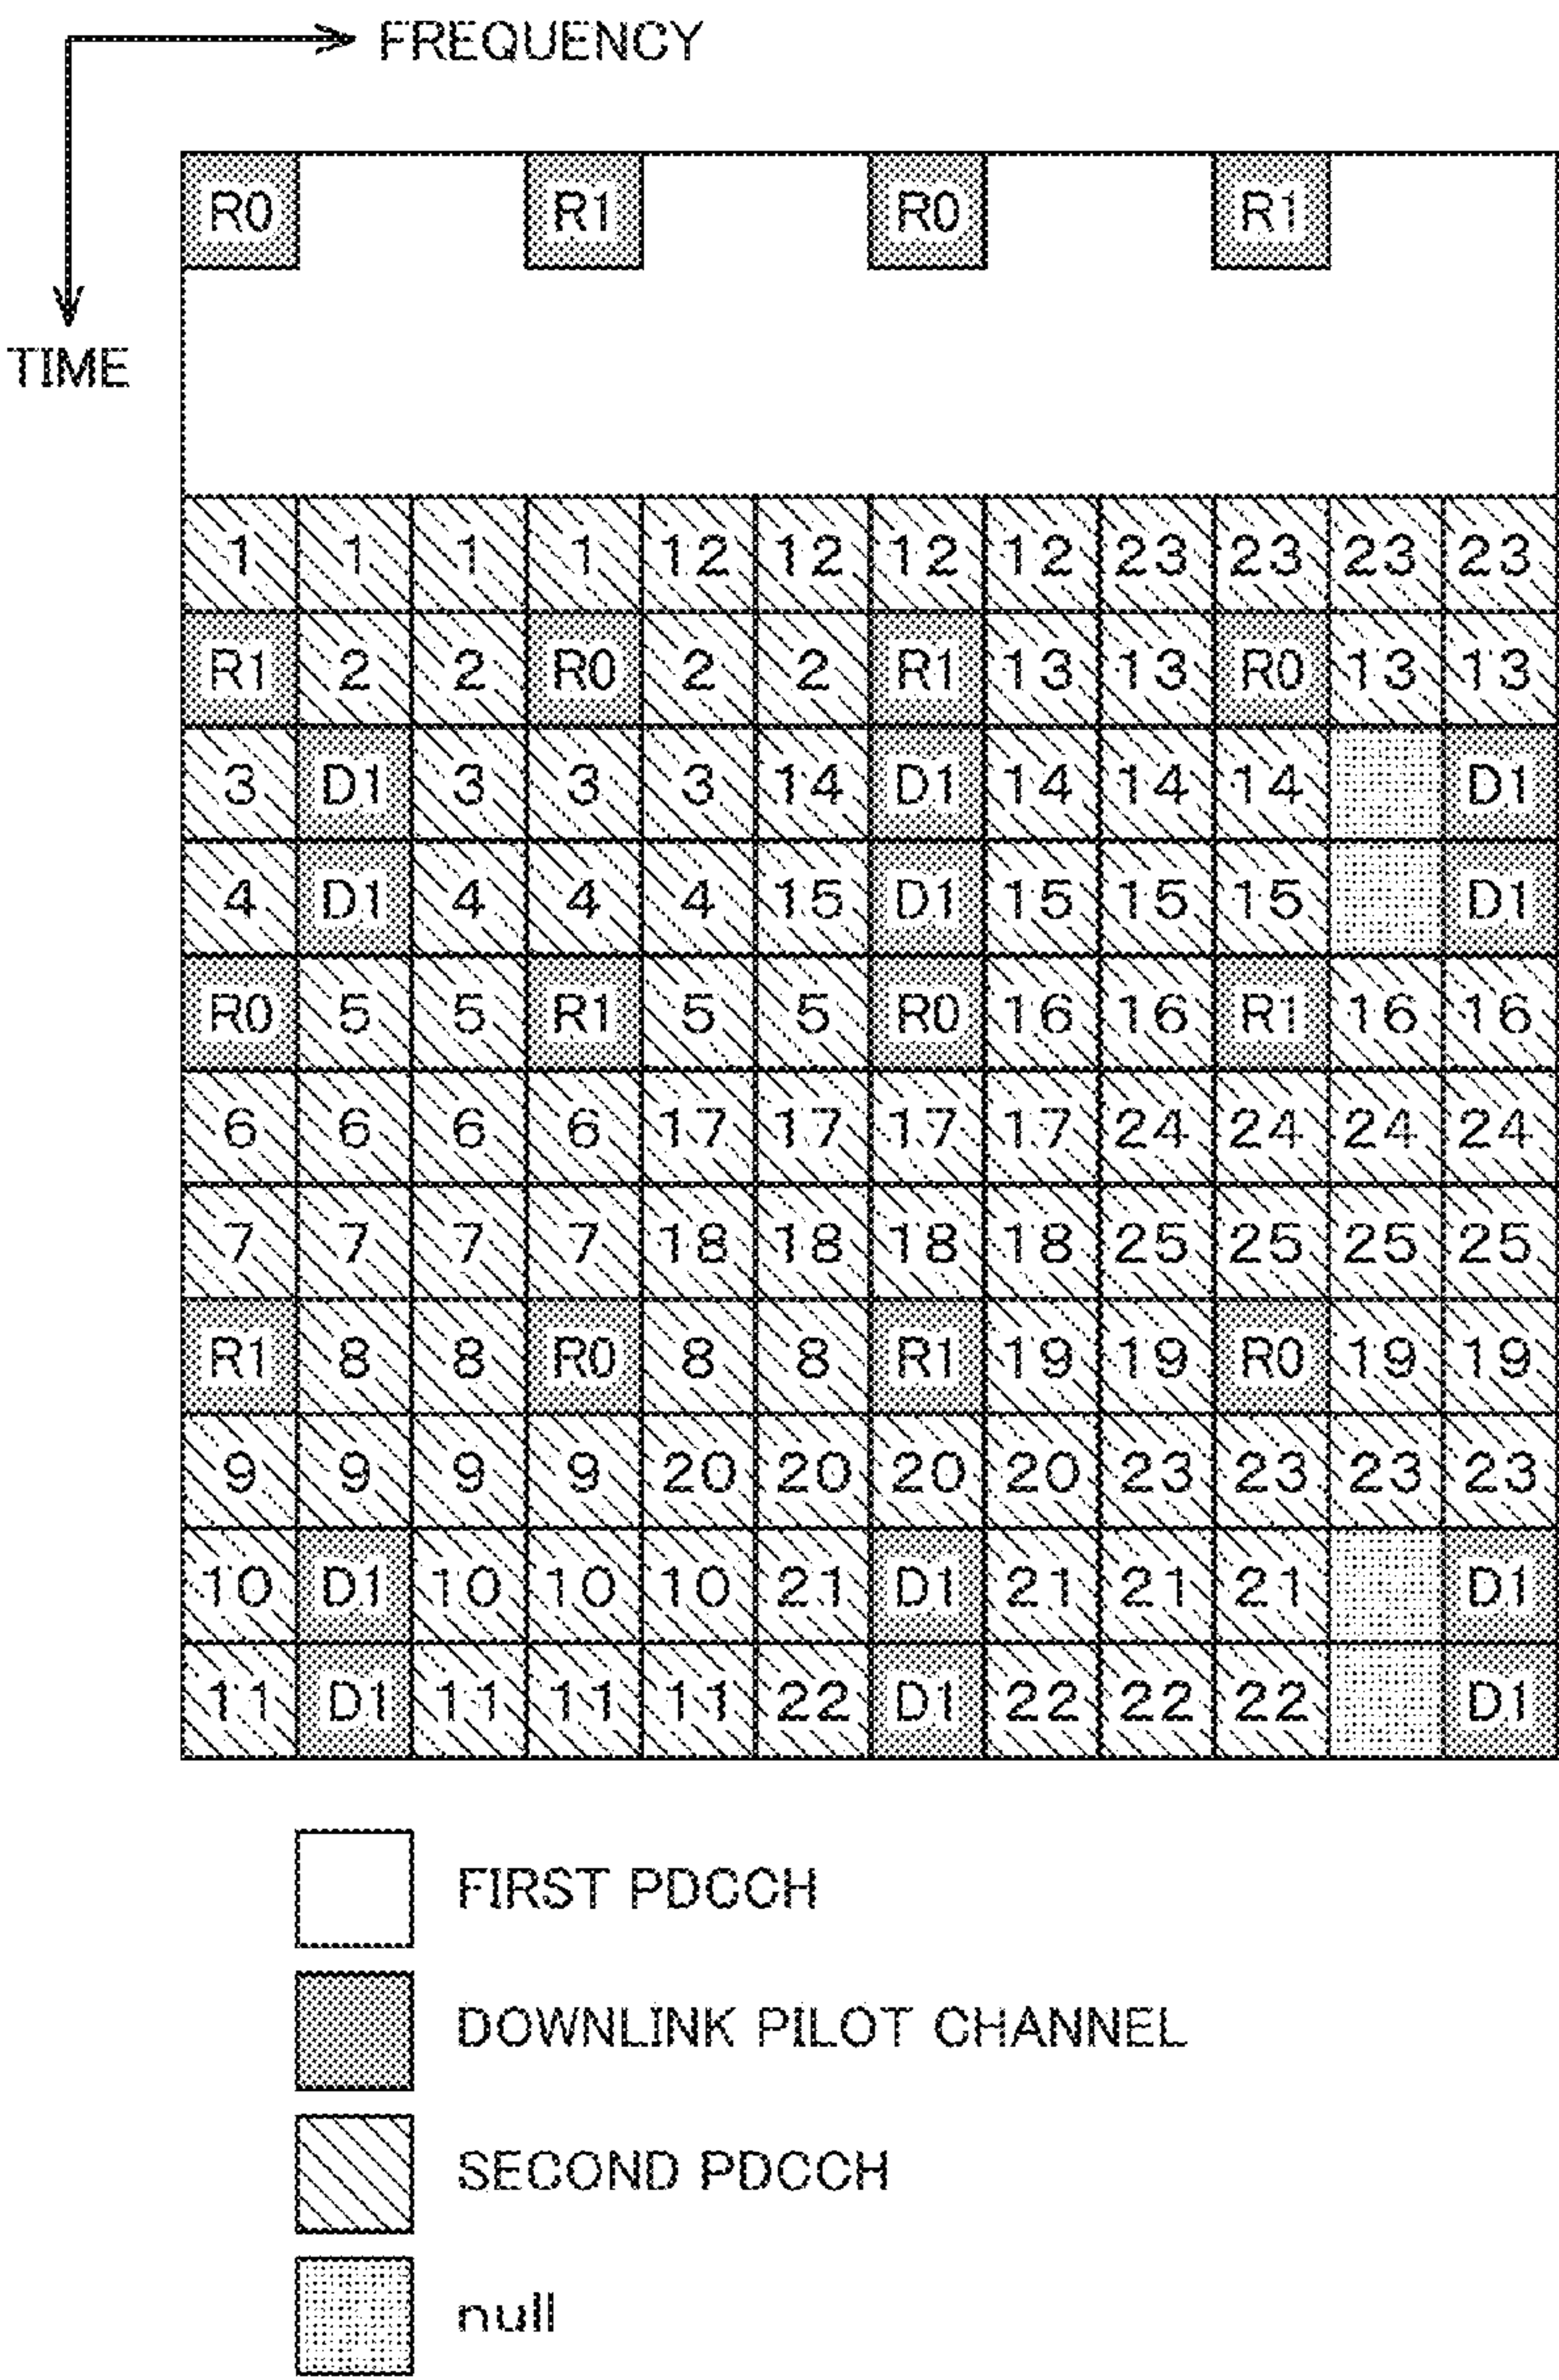 FREQUENCY
TIME
R0 R1 R0 R1
1 1 1 1 12 12 12 12 23 23 23 23
R1 2 2 R0 2 2 R1 13 13 R0 13 13
3 D1 3 3 3 14 D1 14 14 14 D1
4 D1 4 4 4 15 D1 15 15 15 D1
R0 5 5 R1 5 5 R0 16 16 R1 16 16
6 6 6 6 17 17 17 17 24 24 24 24
7 7 7 7 18 18 18 18 25 25 25 25
R1 8 8 R0 8 8 R1 19 19 R0 19 19
9 9 9 9 20 20 20 20 23 23 23 23
10 D1 10 10 10 21 D1 21 21 21 D1
11 D1 11 11 11 22 D1 22 22 22 D1
FIRST PDCCH
DOWNLINK PILOT CHANNEL
SECOND PDCCH
null